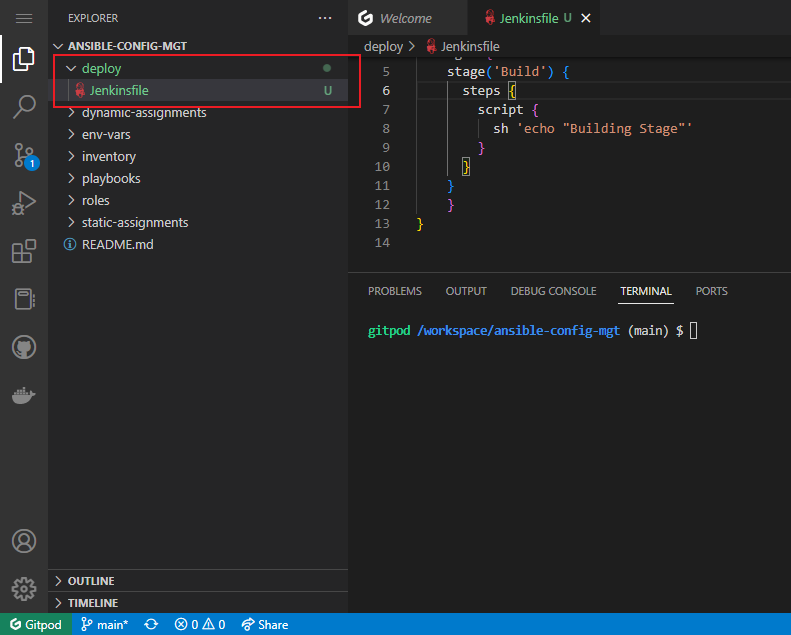 EXPLORER
ANSIBLE-CONFIG-MGT
deploy
Jenkinsfile U
dynamic-assignments
env-vars
inventory
playbooks
roles
static-assignments
README.md
OUTLINE
TIMELINE
1
Welcome
Jenkinsfile U
deploy > Jenkinsfile
5 stage('Build') {
6 steps {
7 script {
8 sh 'echo "Building Stage"'
9 }
10 }
11 }
12 }
13 }
14
PROBLEMS OUTPUT DEBUG CONSOLE TERMINAL PORTS
gitpod /workspace/ansible-config-mgt (main) $
Gitpod main* 0 0 Share